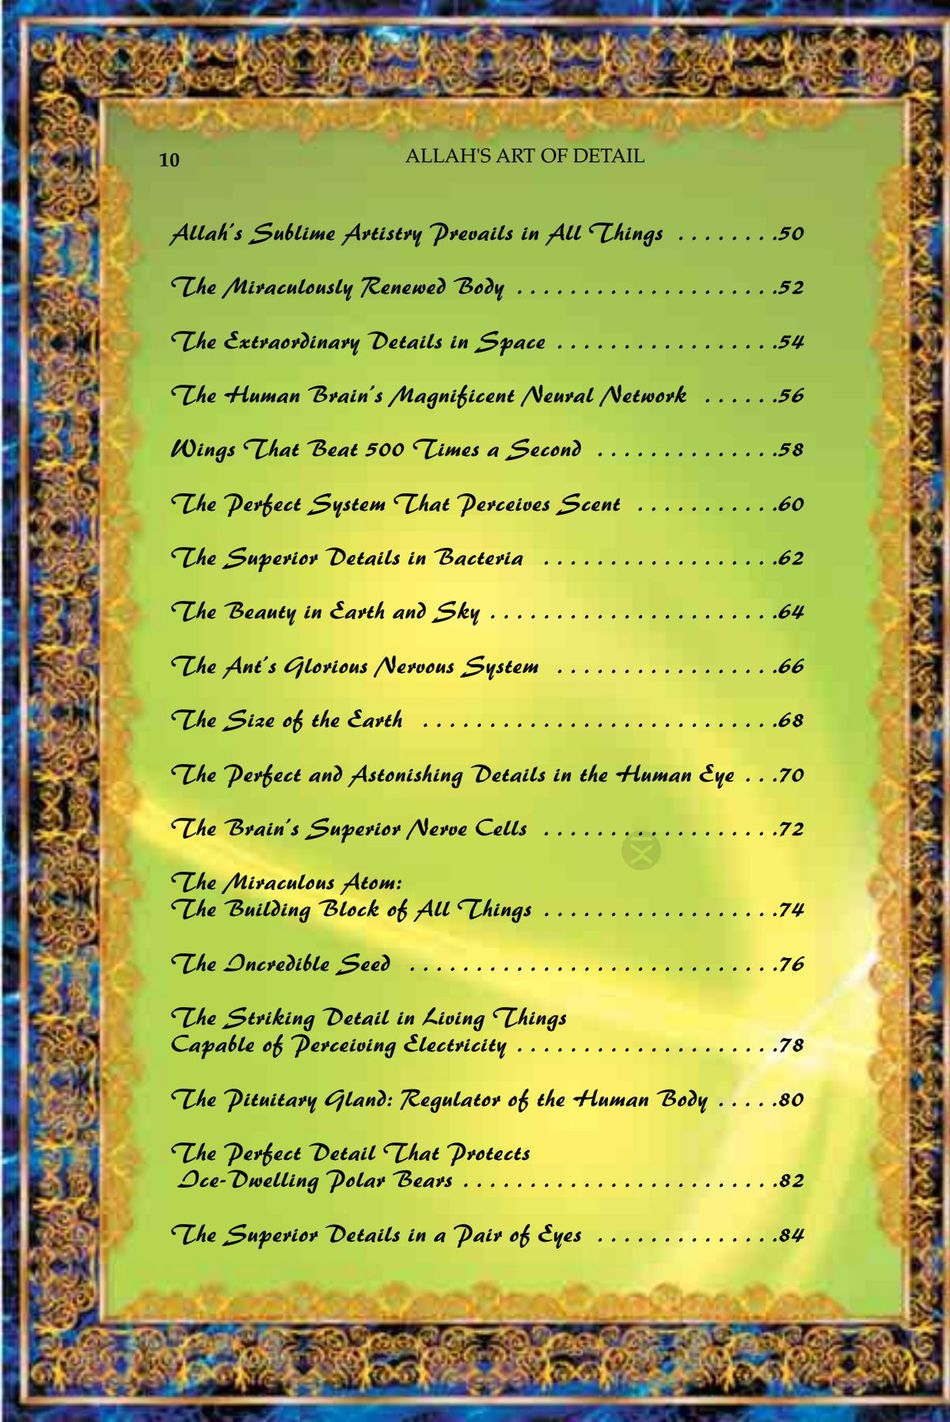 10
ALLAH'S ART OF DETAIL
Allah's Sublime Artistry Prevails in All Things . . . . . . . .50
The Miraculously Renewed Body . . . . . . . . . . . . . . . . . . . .52
The Extraordinary Details in Space . . . . . . . . . . . . . . . . .54
The Human Brain's Magnificent Neural Network . . . . . .56
Wings That Beat 500 Times a Second . . . . . . . . . . . . . .58
The Perfect System That Perceives Scent . . . . . . . . . . .60
The Superior Details in Bacteria . . . . . . . . . . . . . . . . . .62
The Beauty in Earth and Sky . . . . . . . . . . . . . . . . . . . . . .64
The Ant's Glorious Nervous System . . . . . . . . . . . . . . . . .66
The Size of the Earth . . . . . . . . . . . . . . . . . . . . . . . . . . .68
The Perfect and Astonishing Details in the Human Eye . . .70
The Brain's Superior Nerve Cells . . . . . . . . . . . . . . . . . .72
The Miraculous Atom:
The Building Block of All Things . . . . . . . . . . . . . . . . . .74
The Incredible Seed . . . . . . . . . . . . . . . . . . . . . . . . . . . .76
The Striking Detail in Living Things
Capable of Perceiving Electricity . . . . . . . . . . . . . . . . . . . .78
The Pituitary Gland: Regulator of the Human Body . . . . .80
The Perfect Detail That Protects
Ice-Dwelling Polar Bears . . . . . . . . . . . . . . . . . . . . . . . .82
The Superior Details in a Pair of Eyes . . . . . . . . . . . . . .84